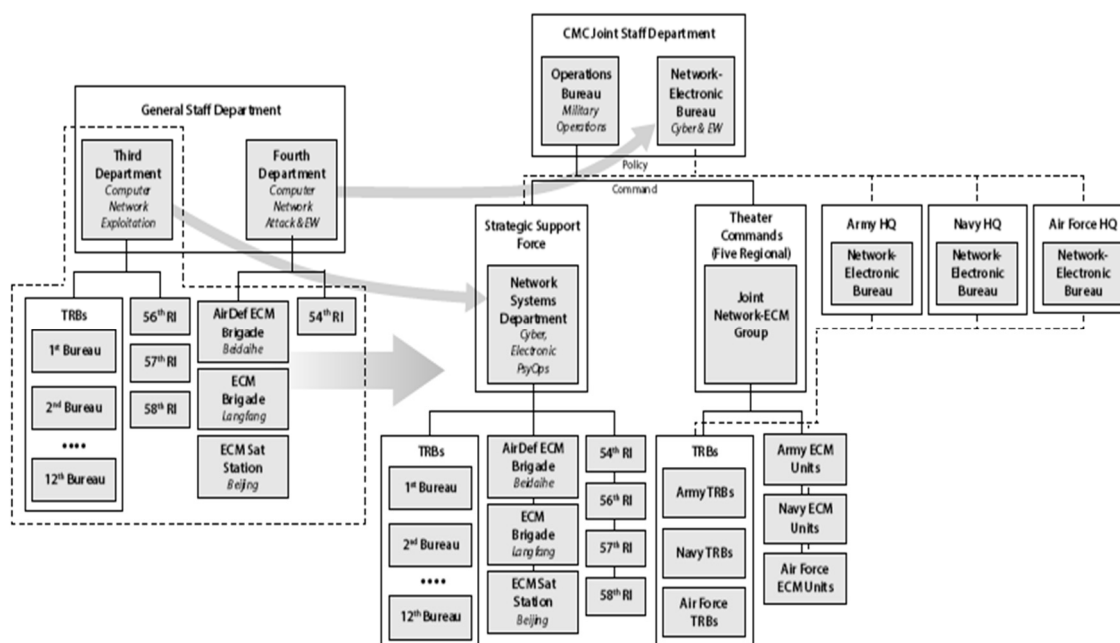 General Staff Department
Third
Department
Computer
Network
Exploitation
Fourth
Department
Computer
Network
Attack & EW
TRBs
1st Bureau
2nd Bureau
••••
12th Bureau
56th RI
57th RI
58th RI
AirDef ECM
Brigade
Beidaihe
ECM
Brigade
Langfang
ECM Sat
Station
Beijing
54th RI
CMC Joint Staff Department
Operations
Bureau
Military
Operations
Network-
Electronic
Bureau
Cyber & EW
Policy
Command
Strategic Support
Force
Network
Systems
Department
Cyber,
Electronic
PsyOps
Theater
Commands
(Five Regional)
Joint
Network-ECM
Group
Army HQ
Network-
Electronic
Bureau
Navy HQ
Network-
Electronic
Bureau
Air Force HQ
Network-
Electronic
Bureau
TRBs
1st Bureau
2nd Bureau
••••
12th Bureau
AirDef ECM
Brigade
Beidaihe
ECM
Brigade
Langfang
ECM Sat
Station
Beijing
54th RI
56th RI
57th RI
58th RI
TRBs
Army TRBs
Navy TRBs
Air Force
TRBs
Army ECM
Units
Navy ECM
Units
Air Force
ECM Units